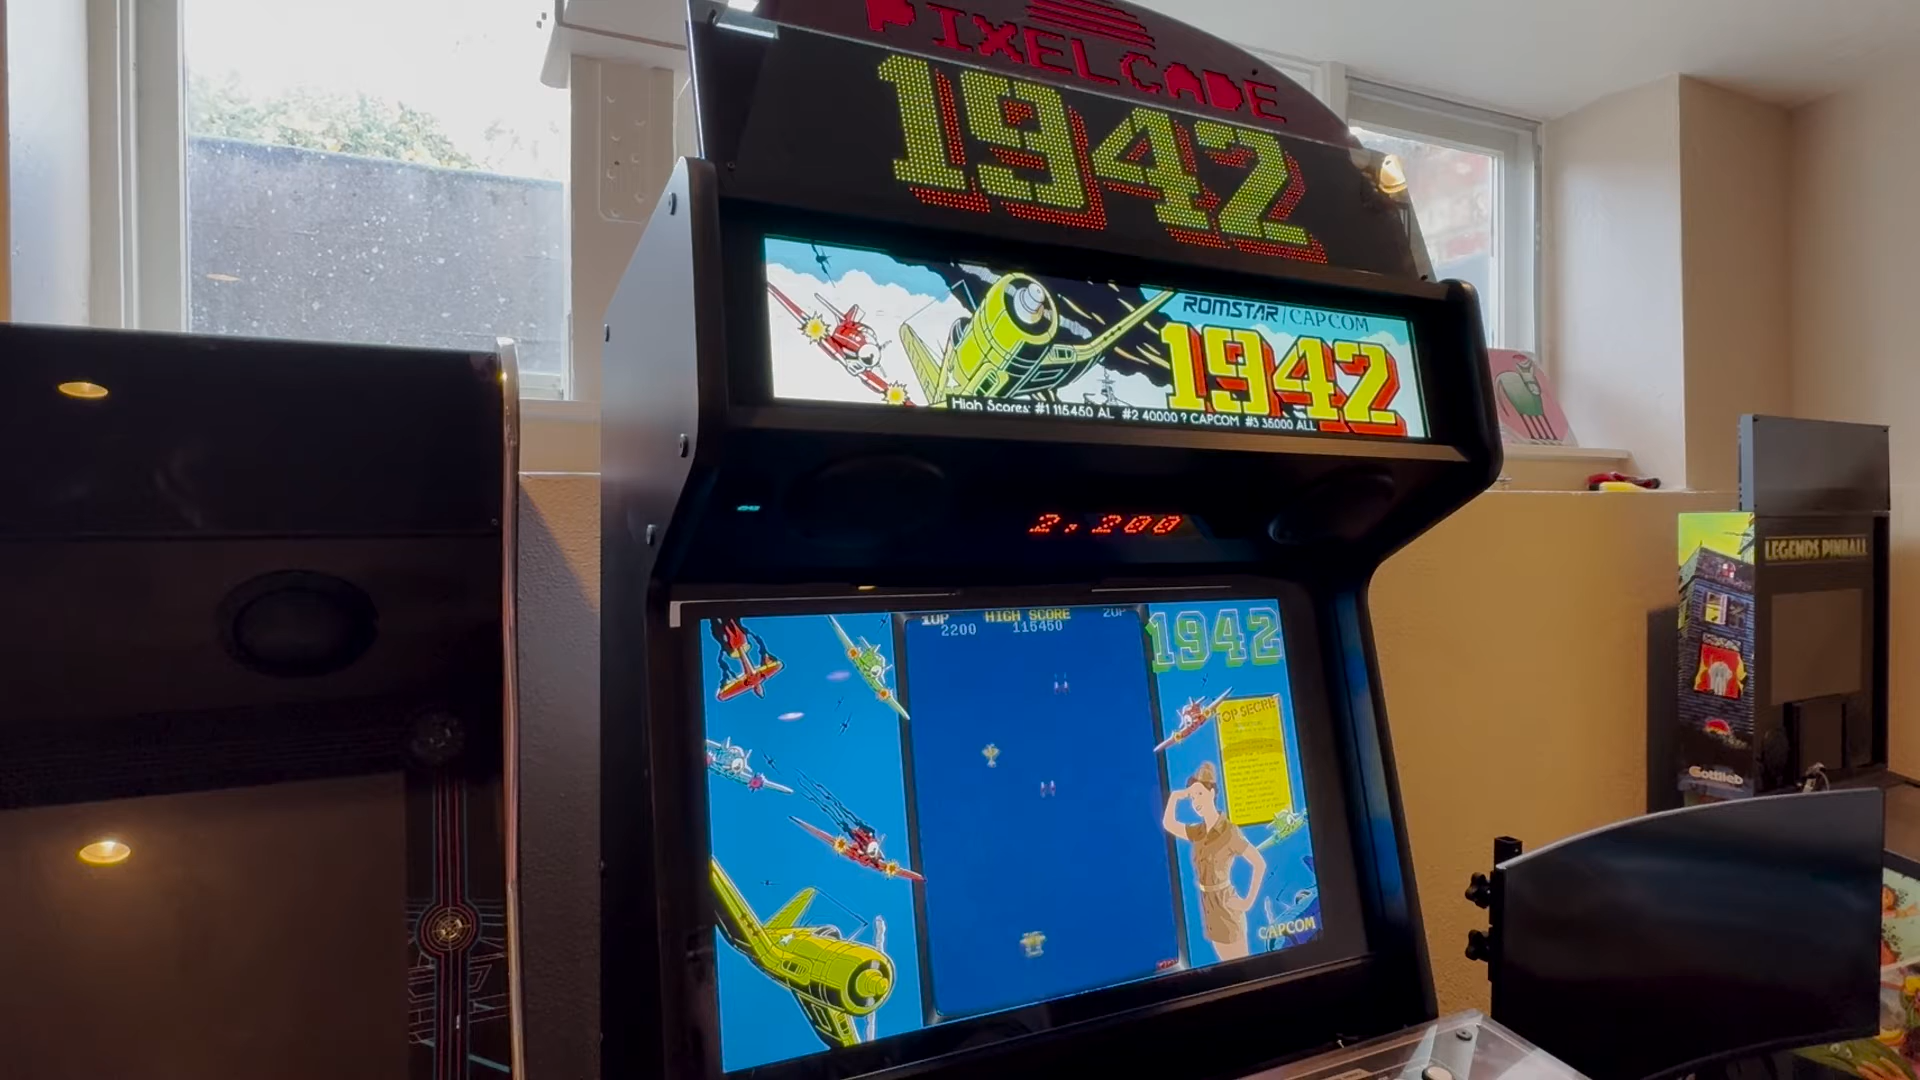 PIXELCADE
1942
ROMSTAR/CAPCOM
1942
High Scores: #1 115450 AL #2 40000 ? CAPCOM #3 35000 ALL
2,200
1UP HIGH SCORE 2UP
2200 115450
1942
TOP SECRET
CAPCOM
LEGENDS PINBALL
Gottlieb